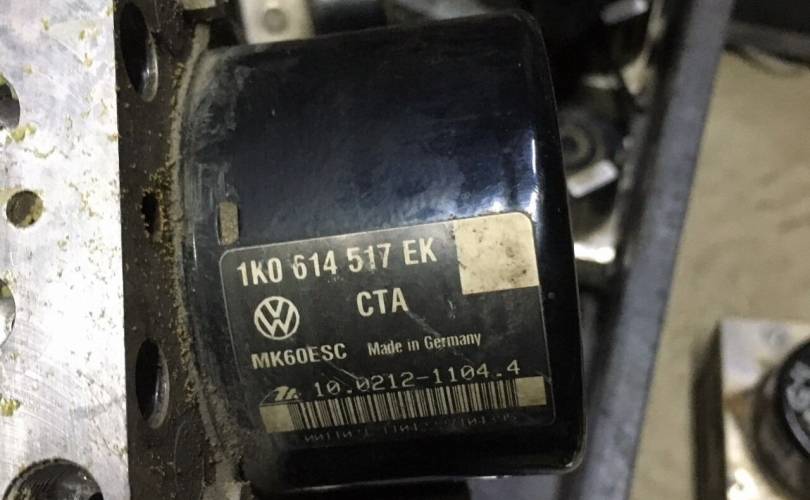 1K0 614 517 EK
CTA
MK60ESC Made in Germany
10.0212-1104.4